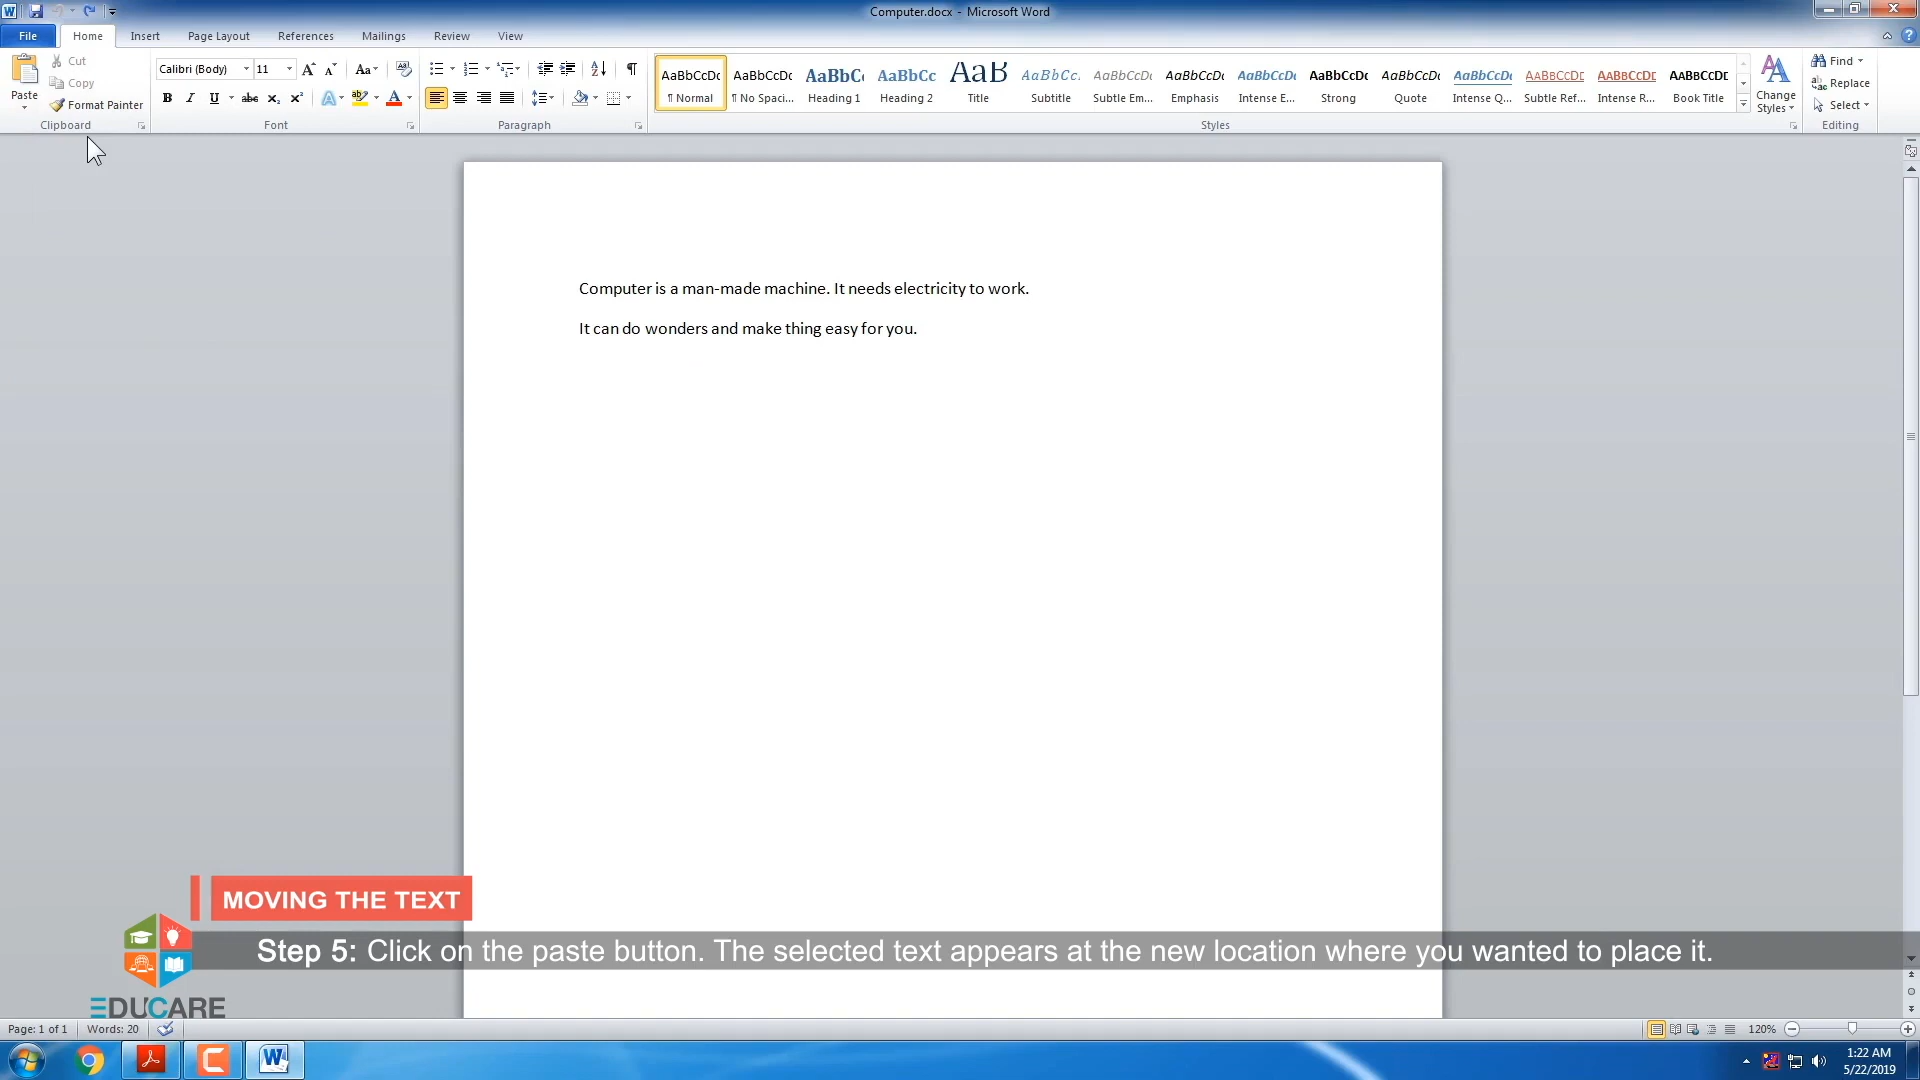 Computer.docx - Microsoft Word
File Home Insert Page Layout References Mailings Review View
Paste
Cut
Copy
Format Painter
Clipboard
Calibri (Body) 11
Font
Paragraph
AaBbCcDc AaBbCcDc AaBbC AaBbCc AaB AaBbCc. AaBbCcDc AaBbCcDc AaBbCcDc AaBbCcDc AaBbCcDc AaBbCcDc AABBCCDE AABBCCDE AABBCCDE
¶ Normal ¶ No Spaci... Heading 1 Heading 2 Title Subtitle Subtle Em... Emphasis Intense E... Strong Quote Intense Q... Subtle Ref... Intense R... Book Title
Styles
Change
Styles
Find
Replace
Select
Editing
Computer is a man-made machine. It needs electricity to work.
It can do wonders and make thing easy for you.
MOVING THE TEXT
Step 5: Click on the paste button. The selected text appears at the new location where you wanted to place it.
EDUCARE
Page: 1 of 1 Words: 20 120%
1:22 AM
5/22/2019